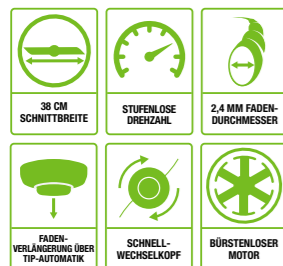 38 CM
SCHNITTBREITE
STUFENLOSE
DREHZAHL
2,4 MM FADEN-
DURCHMESSER
FADEN-
VERLÄNGERUNG ÜBER
TIP-AUTOMATIK
SCHNELL-
WECHSELKOPF
BÜRSTENLOSER
MOTOR